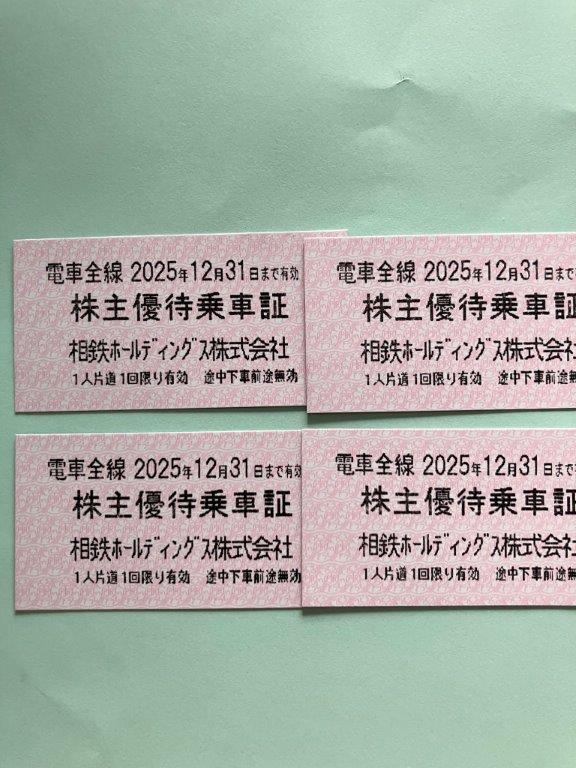 電車全線 2025年12月31日まで有効
株主優待乗車証
相鉄ホールディングス株式会社
1人片道1回限り有効 途中下車前途無効
電車全線 2025年12月31日まで
株主優待乗車証
相鉄ホールディングス株式会社
1人片道1回限り有効 途中下車前途無
電車全線 2025年12月31日まで有効
株主優待乗車証
相鉄ホールディングス株式会社
1人片道1回限り有効 途中下車前途無効
電車全線 2025年12月31日まで
株主優待乗車証
相鉄ホールディングス株式会社
1人片道1回限り有効 途中下車前途無